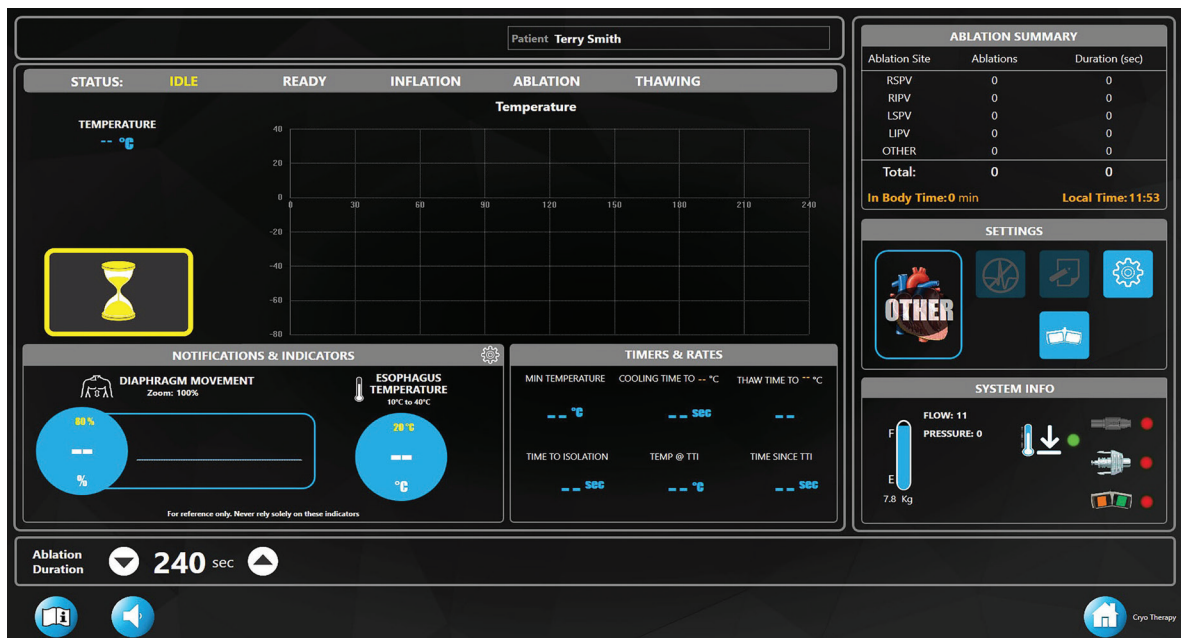 Patient Terry Smith
STATUS: IDLE READY INFLATION ABLATION THAWING
TEMPERATURE
-- °C
Temperature
40
20
0
0 30 60 90 120 150 180 210 240
-20
-40
-60
-80
NOTIFICATIONS & INDICATORS
DIAPHRAGM MOVEMENT
Zoom: 100%
80 %
--
%
ESOPHAGUS
TEMPERATURE
10°C to 40°C
20 °C
--
°C
For reference only. Never rely solely on these indicators
TIMERS & RATES
MIN TEMPERATURE COOLING TIME TO -- °C THAW TIME TO -- °C
-- °C -- sec --
TIME TO ISOLATION TEMP @ TTI TIME SINCE TTI
-- sec -- °C -- sec
ABLATION SUMMARY
Ablation Site Ablations Duration (sec)
RSPV 0 0
RIPV 0 0
LSPV 0 0
LIPV 0 0
OTHER 0 0
Total: 0 0
In Body Time: 0 min Local Time: 11:53
SETTINGS
OTHER
SYSTEM INFO
FLOW: 11
F PRESSURE: 0
E
7.8 Kg
Ablation
Duration
240 sec
i
Cryo Therapy